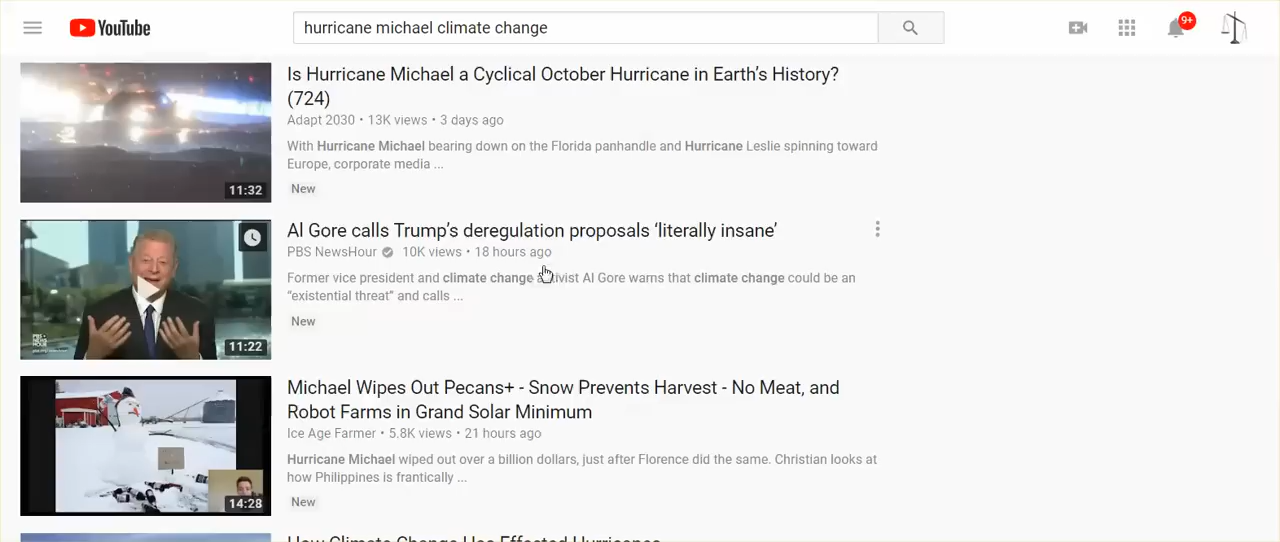 YouTube
hurricane michael climate change
9+
Is Hurricane Michael a Cyclical October Hurricane in Earth's History?
(724)
Adapt 2030 • 13K views • 3 days ago
With Hurricane Michael bearing down on the Florida panhandle and Hurricane Leslie spinning toward
Europe, corporate media ...
New
11:32
Al Gore calls Trump's deregulation proposals ‘literally insane’
PBS NewsHour 10K views • 18 hours ago
Former vice president and climate change Al Gore warns that climate change could be an
“existential threat” and calls ...
New
11:22
Michael Wipes Out Pecans+ - Snow Prevents Harvest - No Meat, and
Robot Farms in Grand Solar Minimum
Ice Age Farmer • 5.8K views • 21 hours ago
Hurricane Michael wiped out over a billion dollars, just after Florence did the same. Christian looks at
how Philippines is frantically ...
New
14:28
How Climate Change Has Effected Hurricanes